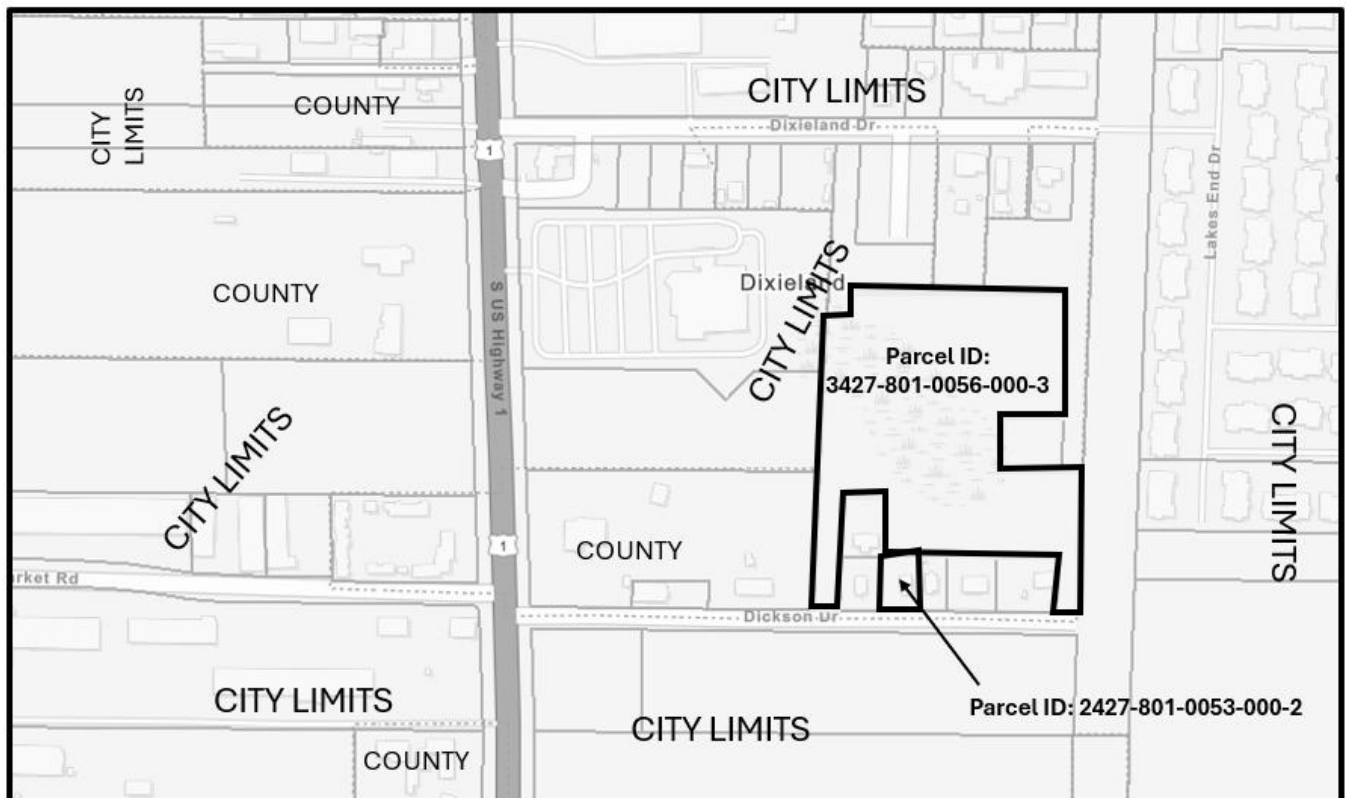 CITY LIMITS
COUNTY
CITY
LIMITS
Dixieland Dr
1
Lakes End Dr
COUNTY
Dixieland
CITY LIMITS
S US Highway 1
Parcel ID:
3427-801-0056-000-3
CITY LIMITS
CITY LIMITS
1
COUNTY
rket Rd
Dickson Dr
CITY LIMITS
Parcel ID: 2427-801-0053-000-2
CITY LIMITS
COUNTY